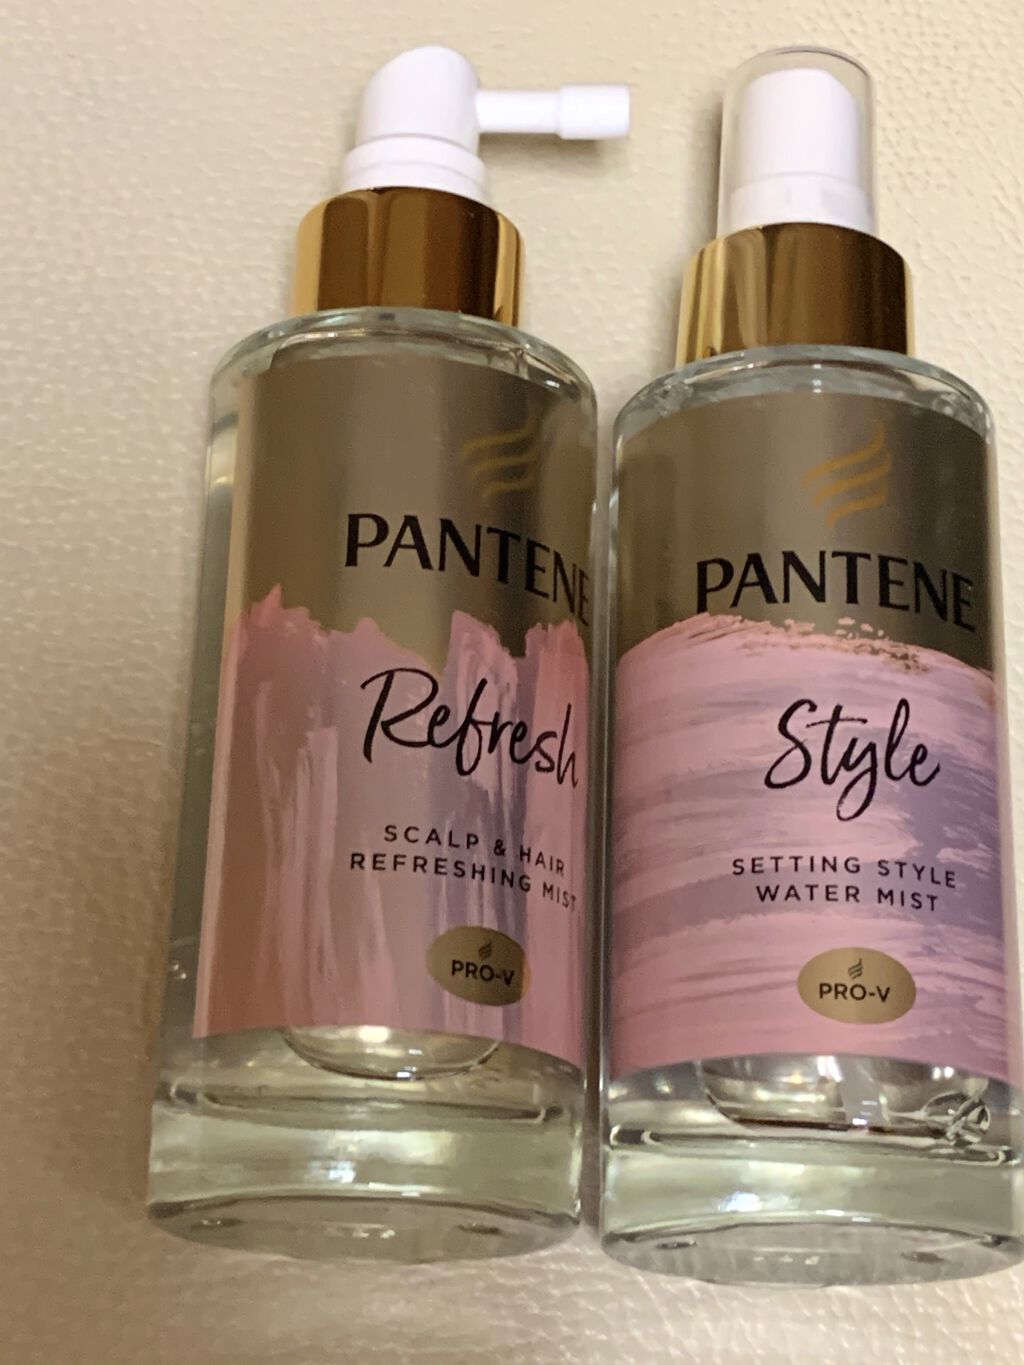 PANTENE
Refresh
SCALP & HAIR
REFRESHING MIST
PRO-V
PANTENE
Style
SETTING STYLE
WATER MIST
PRO-V